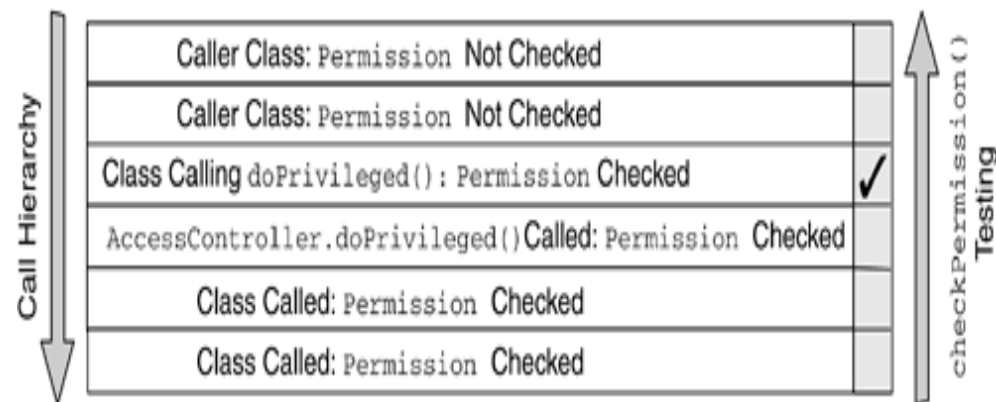 Call Hierarchy
Caller Class: Permission Not Checked
Caller Class: Permission Not Checked
Class Calling doPrivileged(): Permission Checked ✓
AccessController.doPrivileged()Called: Permission Checked
Class Called: Permission Checked
Class Called: Permission Checked
checkPermission()
Testing